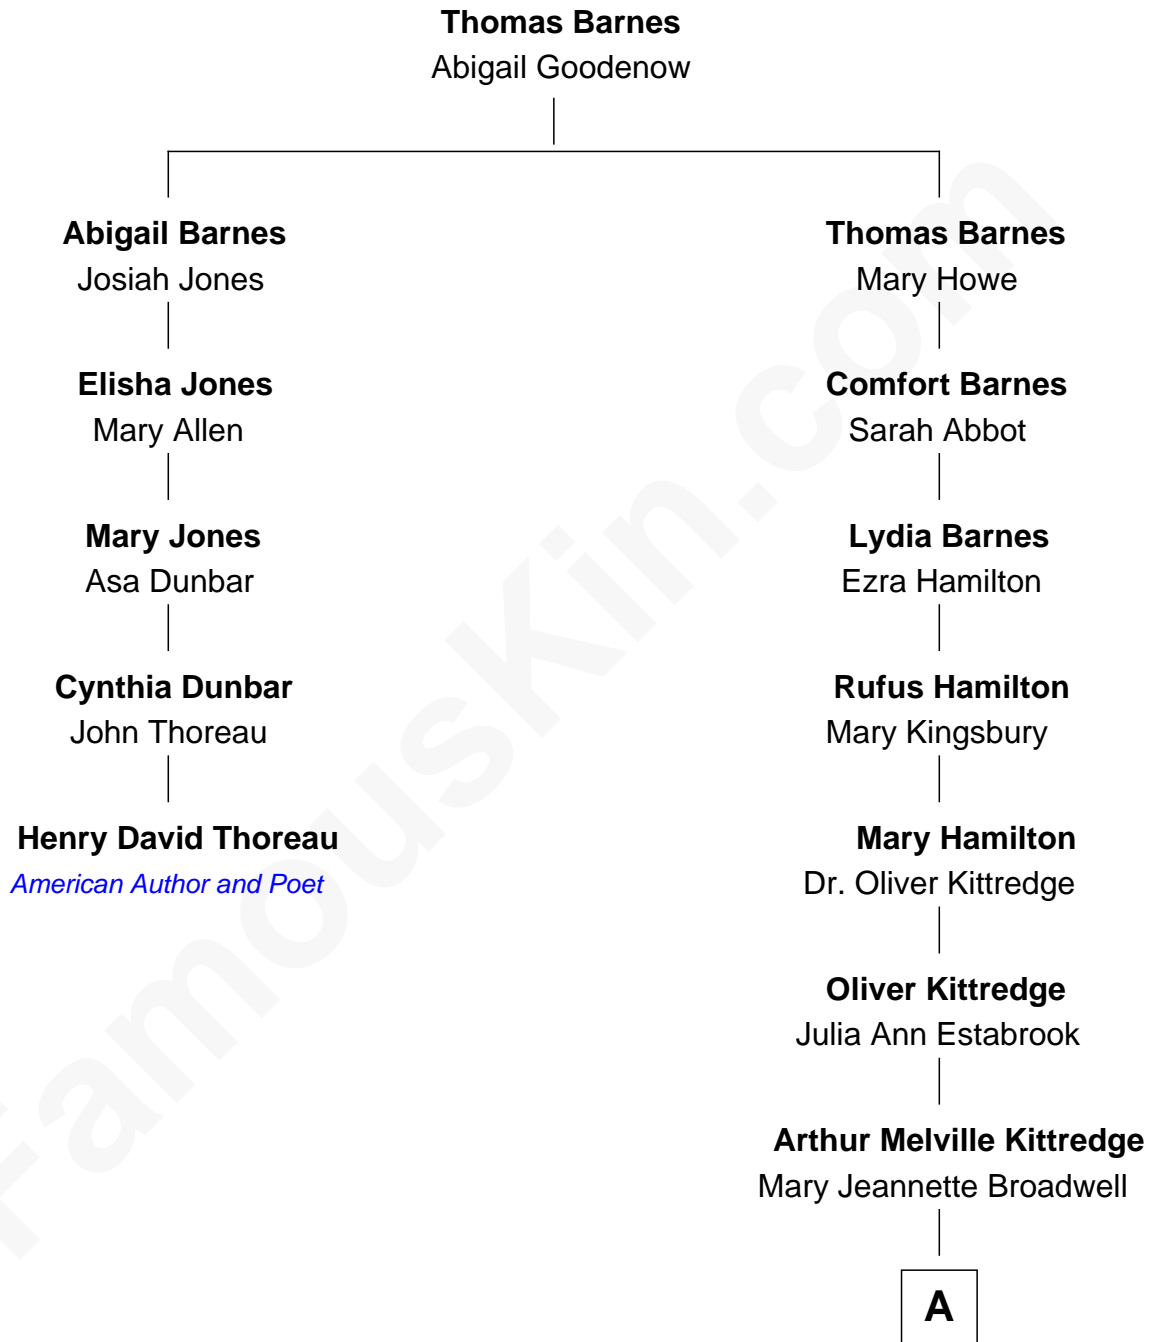 Thomas Barnes
Abigail Goodenow
Abigail Barnes
Josiah Jones
Elisha Jones
Mary Allen
Mary Jones
Asa Dunbar
Cynthia Dunbar
John Thoreau
Henry David Thoreau
American Author and Poet
Thomas Barnes
Mary Howe
Comfort Barnes
Sarah Abbot
Lydia Barnes
Ezra Hamilton
Rufus Hamilton
Mary Kingsbury
Mary Hamilton
Dr. Oliver Kittredge
Oliver Kittredge
Julia Ann Estabrook
Arthur Melville Kittredge
Mary Jeannette Broadwell
A
FamousKin.com